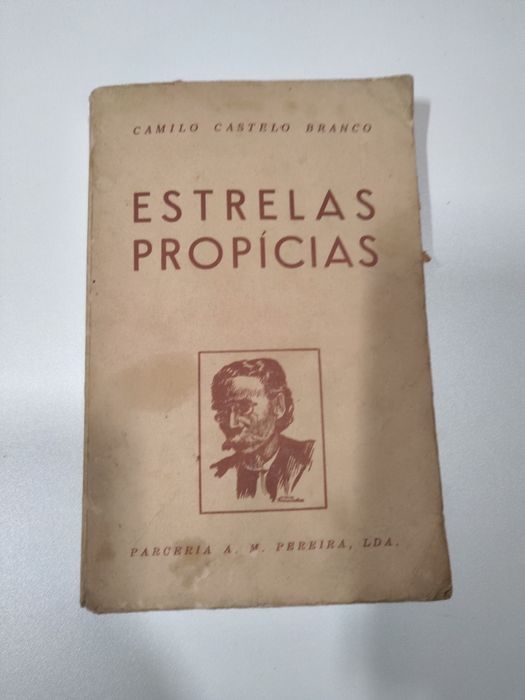 CAMILO CASTELO BRANCO
ESTRELAS
PROPÍCIAS
PARCERIA A. M. PEREIRA, LDA.